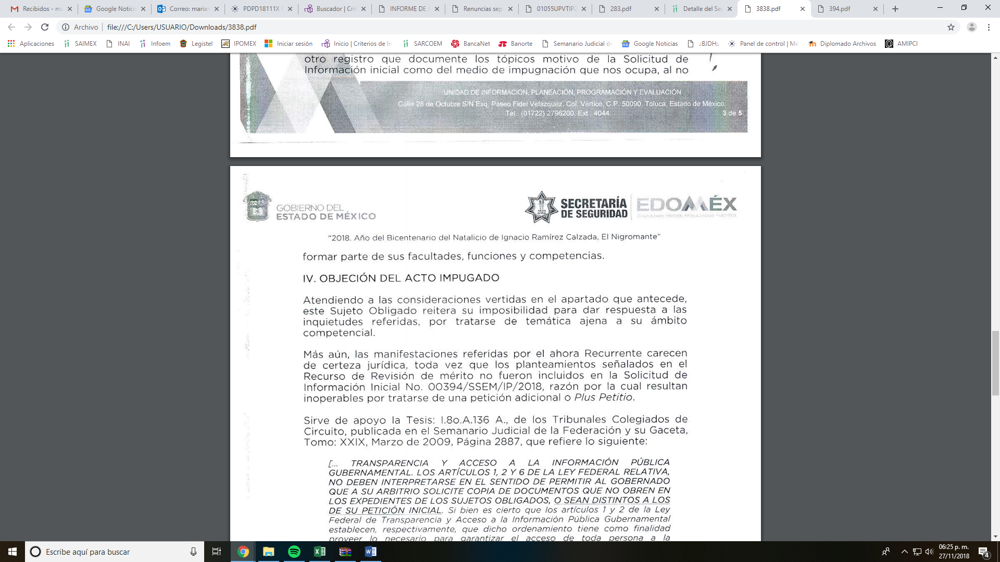 Recibidos - ma
Google Noticia
Correo: marian
PDPD18111X
Buscador | Crit
INFORME DE J
Renuncias sep
01055UPVTIP2
283.pdf
Detalle del Se
3838.pdf
394.pdf
Archivo
file:///C:/Users/USUARIO/Downloads/3838.pdf
Aplicaciones
SAIMEX
INAI
Infoem
Legistel
IPOMEX
Iniciar sesión
Inicio | Criterios de In
SARCOEM
BancaNet
Banorte
Semanario Judicial de
Google Noticias
.:BJDH:.
Panel de control | Mé
Diplomado Archivos
AMIPCI
otro registro que documente los tópicos motivo de la Solicitud de
Información inicial como del medio de impugnación que nos ocupa, al no
UNIDAD DE INFORMACIÓN, PLANEACIÓN, PROGRAMACIÓN Y EVALUACIÓN
Calle 28 de Octubre S/N Esq. Paseo Fidel Velázquez, Col. Vértice, C.P. 50090, Toluca, Estado de México.
Tel.: (01722) 2796200, Ext.: 4044.
3 de 5
GOBIERNO DEL
ESTADO DE MÉXICO
SS
POLICÍA
ESTATAL
SECRETARÍA
DE SEGURIDAD
EDOMÉX
DECISIONES FIRMES, RESULTADOS FUERTES.
“2018. Año del Bicentenario del Natalicio de Ignacio Ramírez Calzada, El Nigromante”
formar parte de sus facultades, funciones y competencias.
IV. OBJECIÓN DEL ACTO IMPUGADO
Atendiendo a las consideraciones vertidas en el apartado que antecede,
este Sujeto Obligado reitera su imposibilidad para dar respuesta a las
inquietudes referidas, por tratarse de temática ajena a su ámbito
competencial.
Más aún, las manifestaciones referidas por el ahora Recurrente carecen
de certeza jurídica, toda vez que los planteamientos señalados en el
Recurso de Revisión de mérito no fueron incluidos en la Solicitud de
Información Inicial No. 00394/SSEM/IP/2018, razón por la cual resultan
inoperables por tratarse de una petición adicional o Plus Petitio.
Sirve de apoyo la Tesis: I.8o.A.136 A., de los Tribunales Colegiados de
Circuito, publicada en el Semanario Judicial de la Federación y su Gaceta,
Tomo: XXIX, Marzo de 2009, Página 2887, que refiere lo siguiente:
[... TRANSPARENCIA Y ACCESO A LA INFORMACIÓN PÚBLICA
GUBERNAMENTAL. LOS ARTÍCULOS 1, 2 Y 6 DE LA LEY FEDERAL RELATIVA,
NO DEBEN INTERPRETARSE EN EL SENTIDO DE PERMITIR AL GOBERNADO
QUE A SU ARBITRIO SOLICITE COPIA DE DOCUMENTOS QUE NO OBREN EN
LOS EXPEDIENTES DE LOS SUJETOS OBLIGADOS, O SEAN DISTINTOS A LOS
DE SU PETICIÓN INICIAL. Si bien es cierto que los artículos 1 y 2 de la Ley
Federal de Transparencia y Acceso a la Información Pública Gubernamental
establecen, respectivamente, que dicho ordenamiento tiene como finalidad
proveer lo necesario para garantizar el acceso de toda persona a la
Escribe aquí para buscar
06:25 p. m.
27/11/2018
4